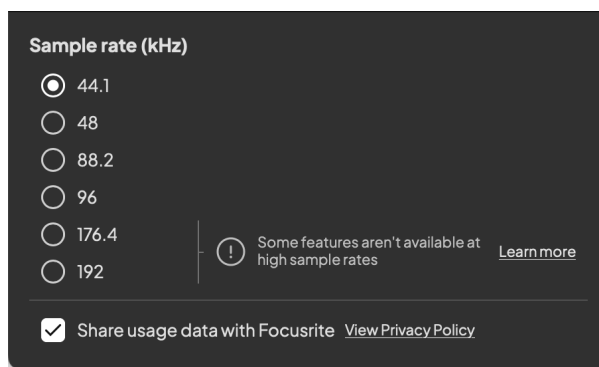 Sample rate (kHz)
44.1
48
88.2
96
176.4
192
Some features aren't available at
high sample rates
Learn more
Share usage data with Focusrite View Privacy Policy